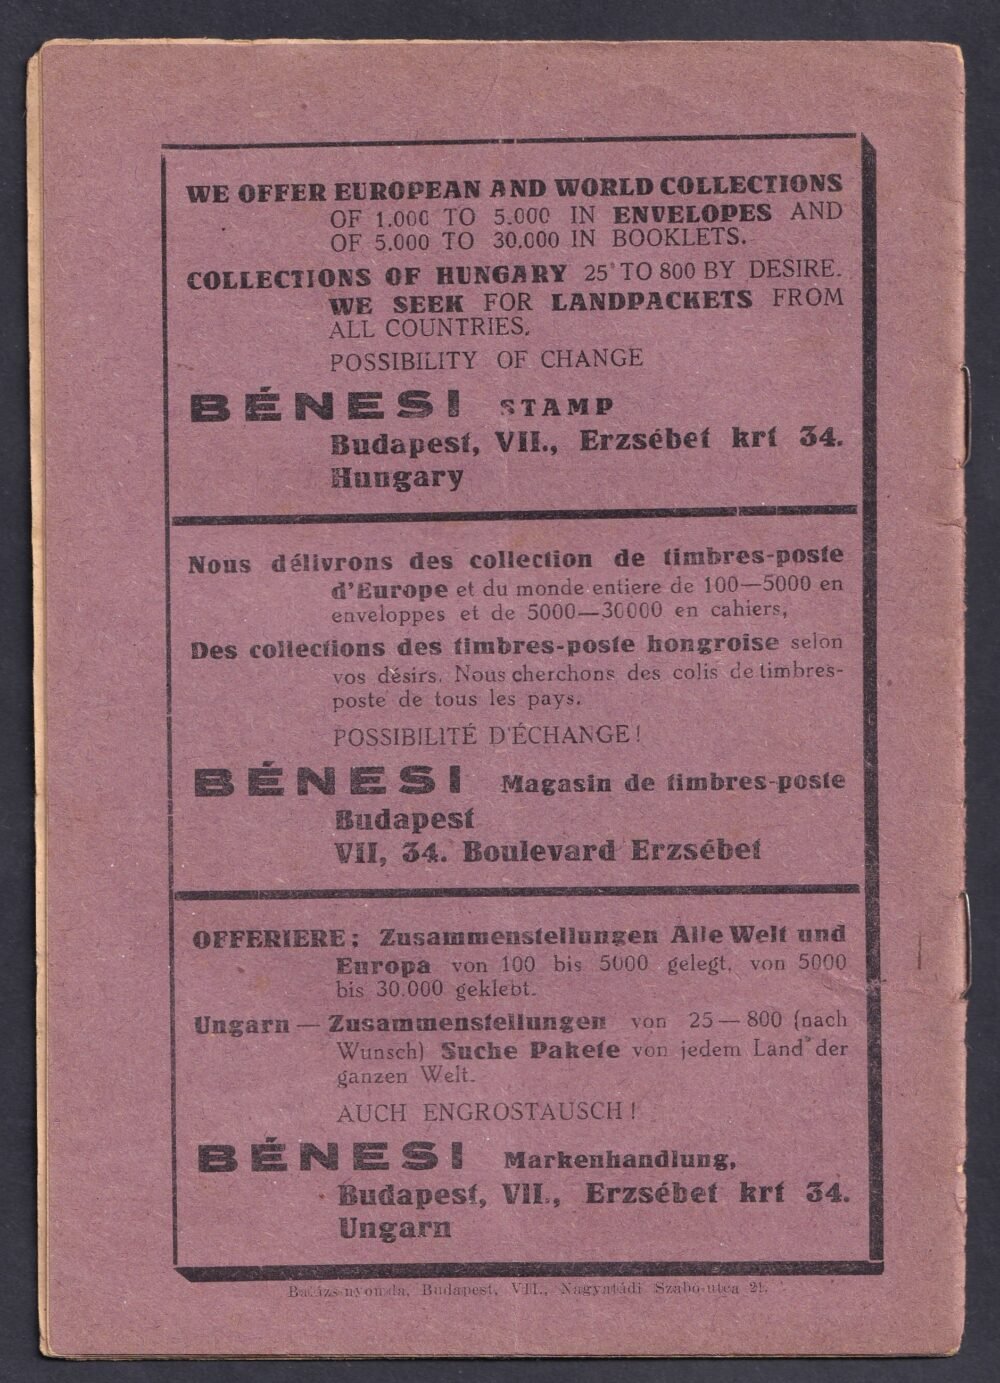 WE OFFER EUROPEAN AND WORLD COLLECTIONS
OF 1.000 TO 5.000 IN ENVELOPES AND
OF 5.000 TO 30,000 IN BOOKLETS.
COLLECTIONS OF HUNGARY 25 TO 800 BY DESIRE.
WE SEEK FOR LANDPACKETS FROM
ALL COUNTRIES,
POSSIBILITY OF CHANGE
BÉNESI STAMP
Budapest, VII., Erzsébet krt 34.
Hungary
Nous délivrons des collection de timbres-poste
d'Europe et du monde entiere de 100—5000 en
enveloppes et de 5000—30000 en cahiers,
Des collections des timbres-poste hongroise selon
vos désirs. Nous cherchons des colis de timbres-
poste de tous les pays.
POSSIBILITÉ D'ÉCHANGE!
BÉNESI Magasin de timbres-poste
Budapest
VII, 34. Boulevard Erzsébet
OFFERIERE: Zusammenstellungen Alle Welt und
Europa von 100 bis 5000 gelegt, von 5000
bis 30.000 geklebt.
Ungarn — Zusammenstellungen von 25—800 (nach
Wunsch) Suche Pakete von jedem Land der
ganzen Welt.
AUCH ENGROSTAUSCH!
BÉNESI Markenhandlung,
Budapest, VII., Erzsébet krt 34.
Ungarn
Balázs-nyomda, Budapest, VII., Nagyatádi Szabó-utca 21.